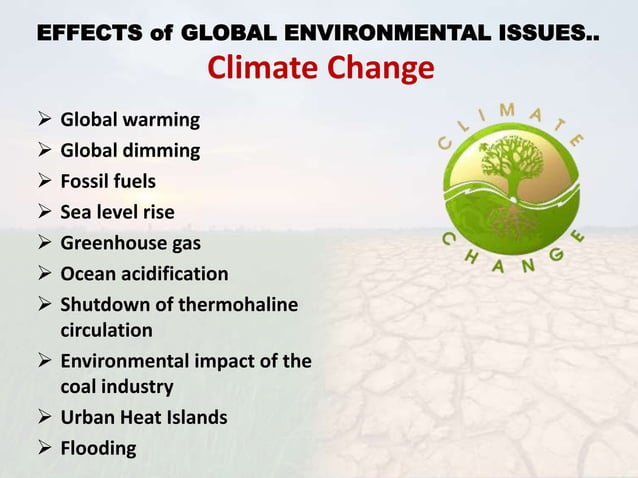 EFFECTS of GLOBAL ENVIRONMENTAL ISSUES..
Climate Change
➢ Global warming
➢ Global dimming
➢ Fossil fuels
➢ Sea level rise
➢ Greenhouse gas
➢ Ocean acidification
➢ Shutdown of thermohaline
circulation
➢ Environmental impact of the
coal industry
➢ Urban Heat Islands
➢ Flooding
CLIMATE
CHANGE